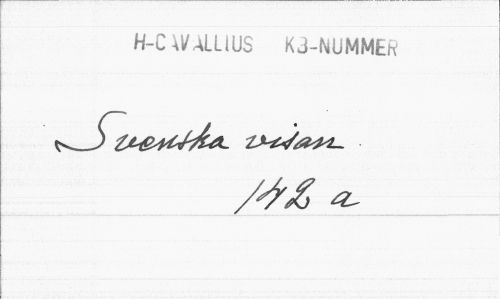 H-CAVALLIUS KB-NUMMER
Svenska visan
142 a